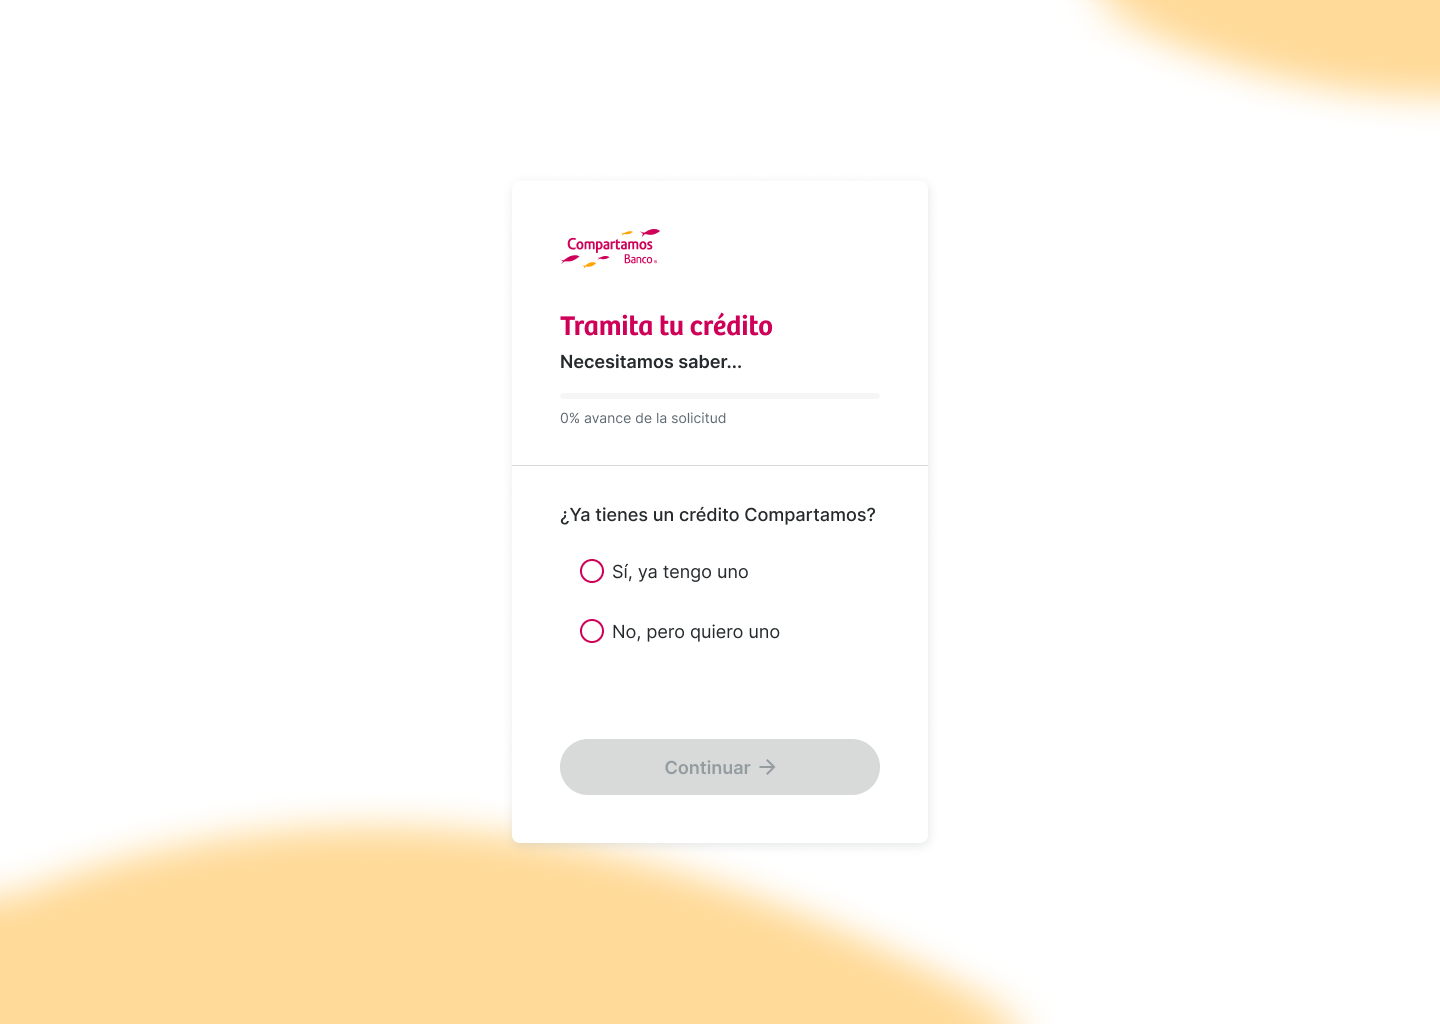 Compartamos
Banco®
Tramita tu crédito
Necesitamos saber...
0% avance de la solicitud
¿Ya tienes un crédito Compartamos?
Sí, ya tengo uno
No, pero quiero uno
Continuar →